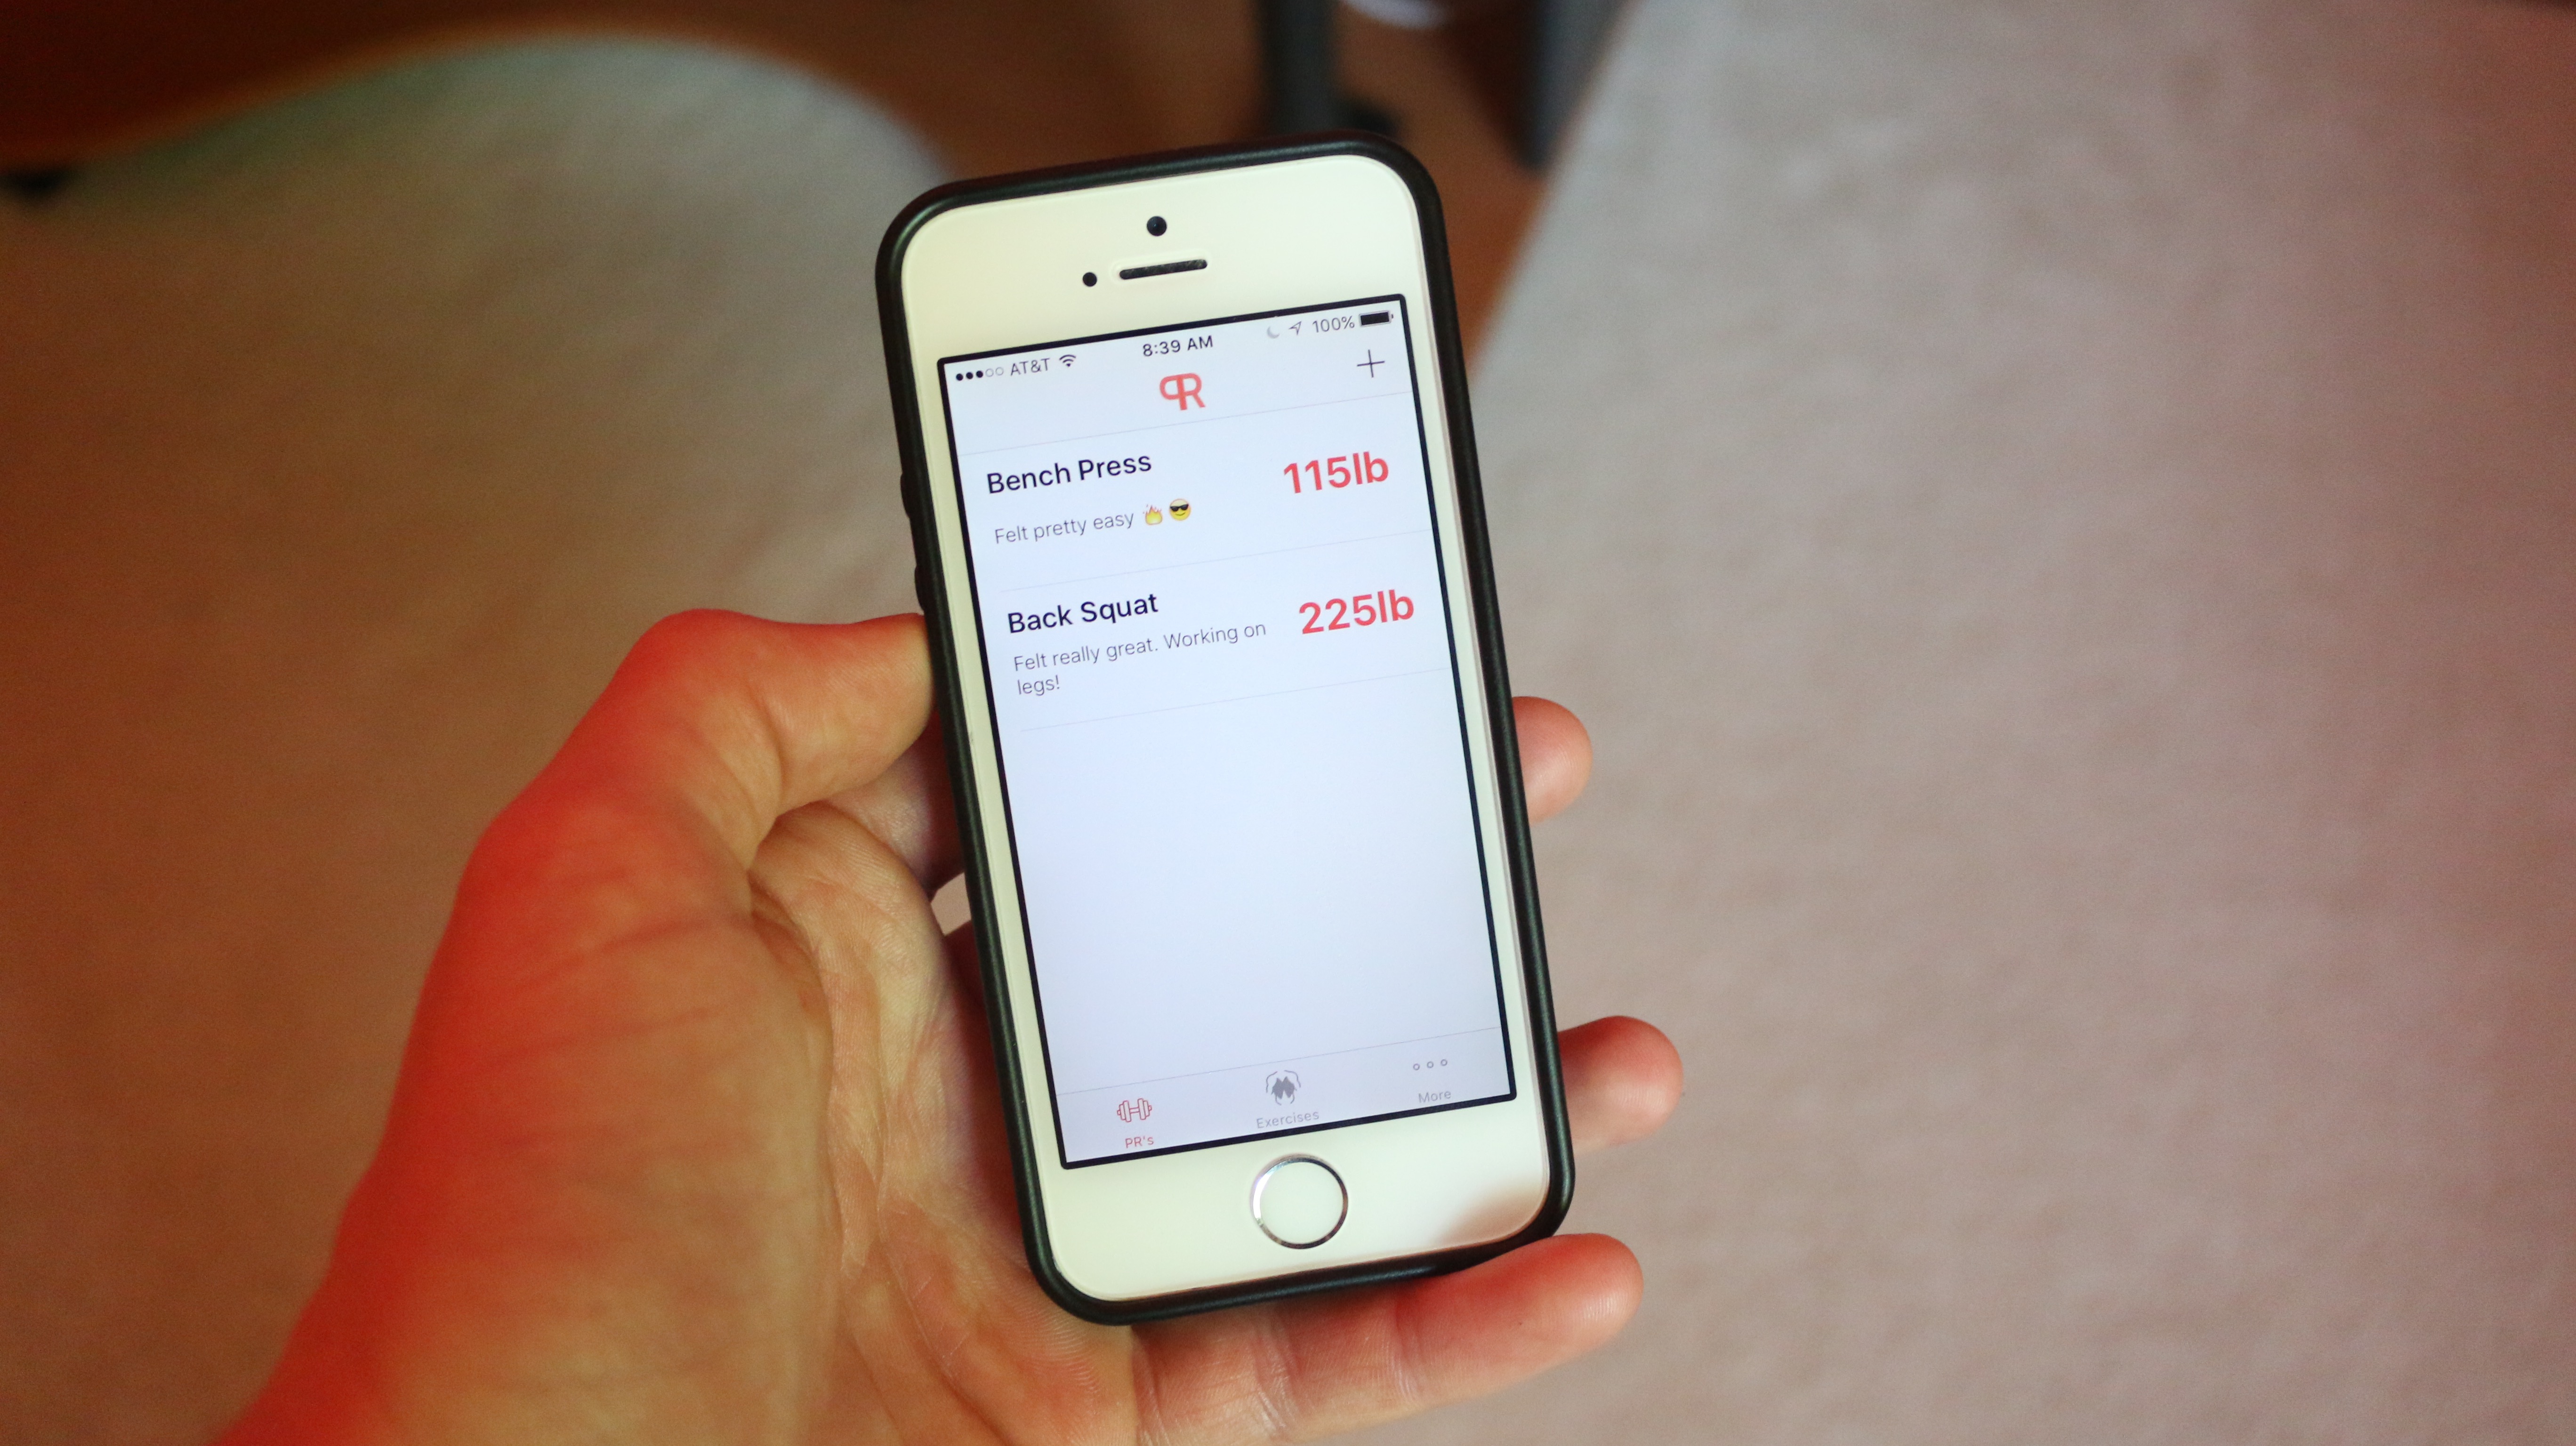 AT&T 8:39 AM 100%
PR
Bench Press 115lb
Felt pretty easy 🔥😎
Back Squat 225lb
Felt really great. Working on
legs!
PR's Exercises More